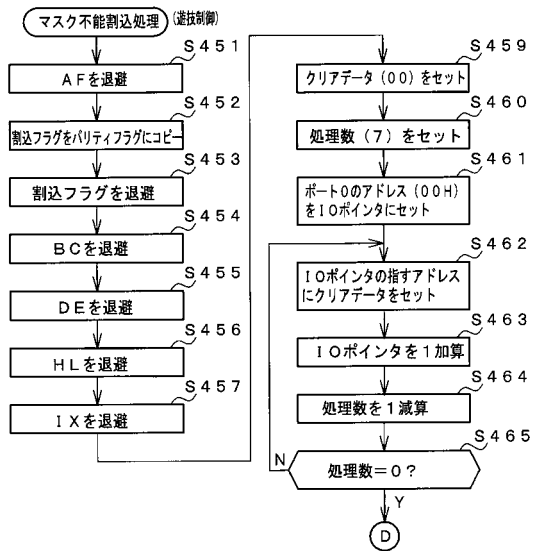 マスク不能割込処理
(遊技制御)
S451
AFを退避
S452
割込フラグをパリティフラグにコピー
S453
割込フラグを退避
S454
BCを退避
S455
DEを退避
S456
HLを退避
S457
IXを退避
S459
クリアデータ(00)をセット
S460
処理数(7)をセット
S461
ポート0のアドレス(00H)
をIOポインタにセット
S462
IOポインタの指すアドレス
にクリアデータをセット
S463
IOポインタを1加算
S464
処理数を1減算
S465
処理数=0?
N
Y
D